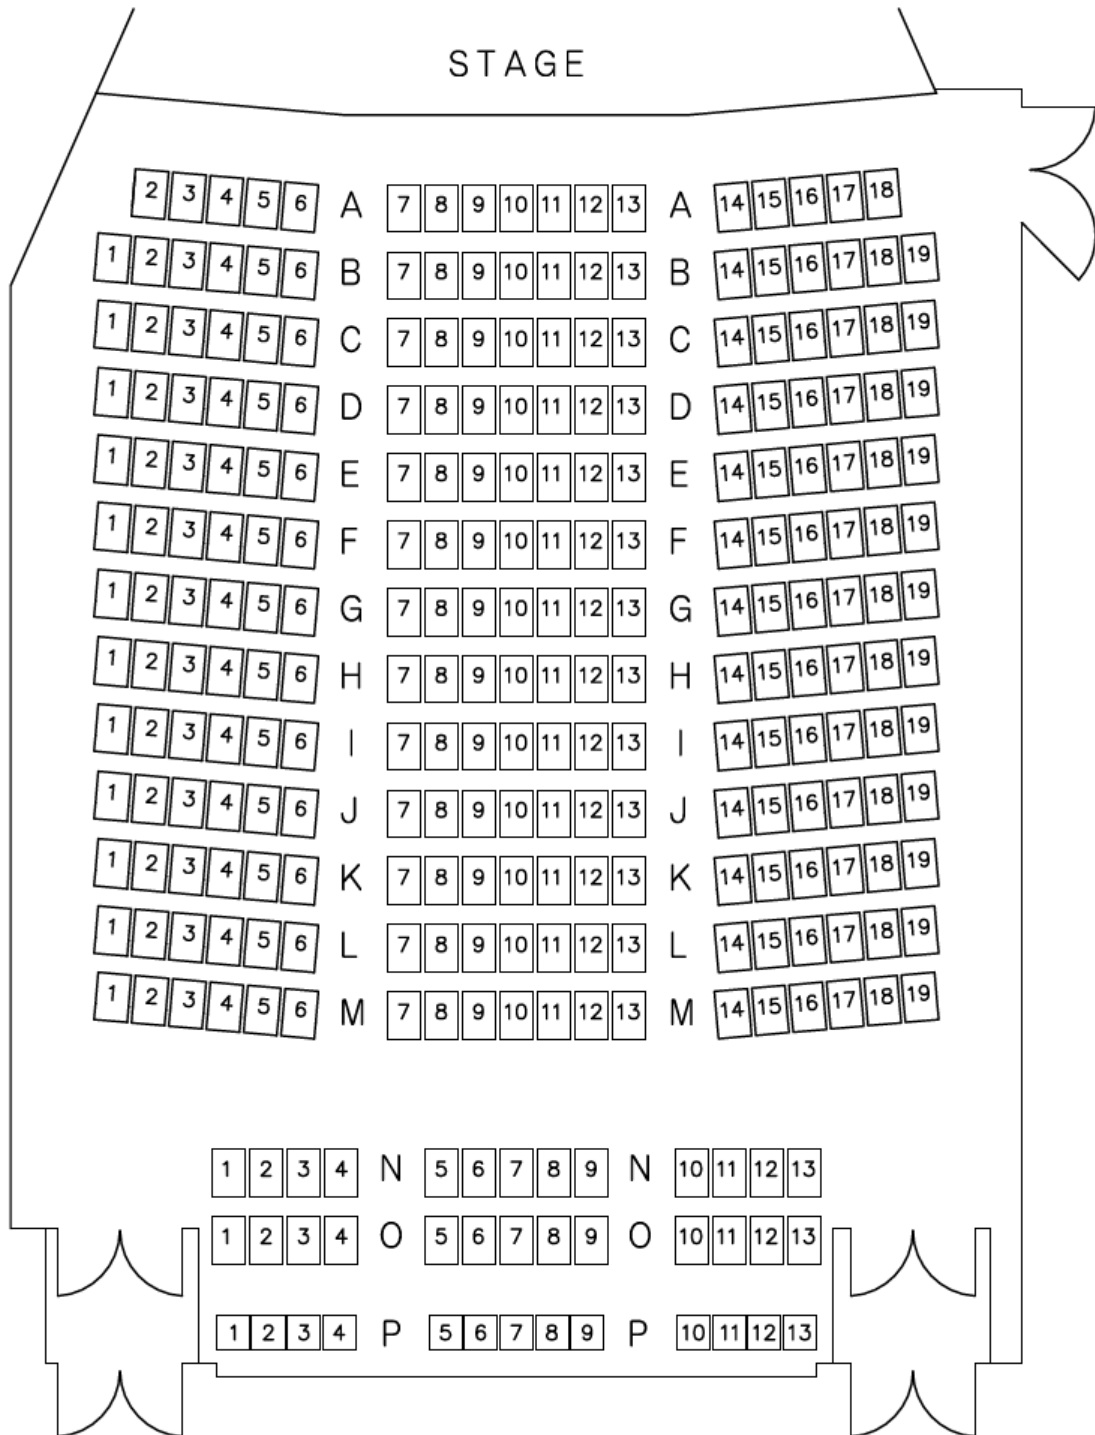 STAGE
2 3 4 5 6 A 7 8 9 10 11 12 13 A 14 15 16 17 18
1 2 3 4 5 6 B 7 8 9 10 11 12 13 B 14 15 16 17 18 19
1 2 3 4 5 6 C 7 8 9 10 11 12 13 C 14 15 16 17 18 19
1 2 3 4 5 6 D 7 8 9 10 11 12 13 D 14 15 16 17 18 19
1 2 3 4 5 6 E 7 8 9 10 11 12 13 E 14 15 16 17 18 19
1 2 3 4 5 6 F 7 8 9 10 11 12 13 F 14 15 16 17 18 19
1 2 3 4 5 6 G 7 8 9 10 11 12 13 G 14 15 16 17 18 19
1 2 3 4 5 6 H 7 8 9 10 11 12 13 H 14 15 16 17 18 19
1 2 3 4 5 6 I 7 8 9 10 11 12 13 I 14 15 16 17 18 19
1 2 3 4 5 6 J 7 8 9 10 11 12 13 J 14 15 16 17 18 19
1 2 3 4 5 6 K 7 8 9 10 11 12 13 K 14 15 16 17 18 19
1 2 3 4 5 6 L 7 8 9 10 11 12 13 L 14 15 16 17 18 19
1 2 3 4 5 6 M 7 8 9 10 11 12 13 M 14 15 16 17 18 19
1 2 3 4 N 5 6 7 8 9 N 10 11 12 13
1 2 3 4 O 5 6 7 8 9 O 10 11 12 13
1 2 3 4 P 5 6 7 8 9 P 10 11 12 13